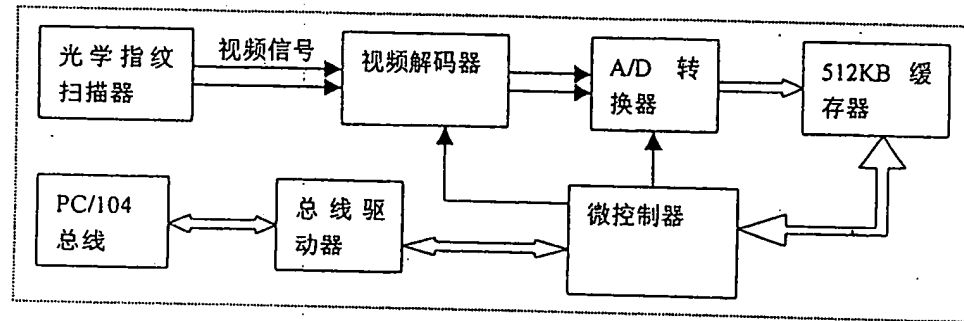 光学指纹
扫描器
视频信号
视频解码器
A/D 转
换器
512KB 缓
存器
PC/104
总线
总线驱
动器
微控制器